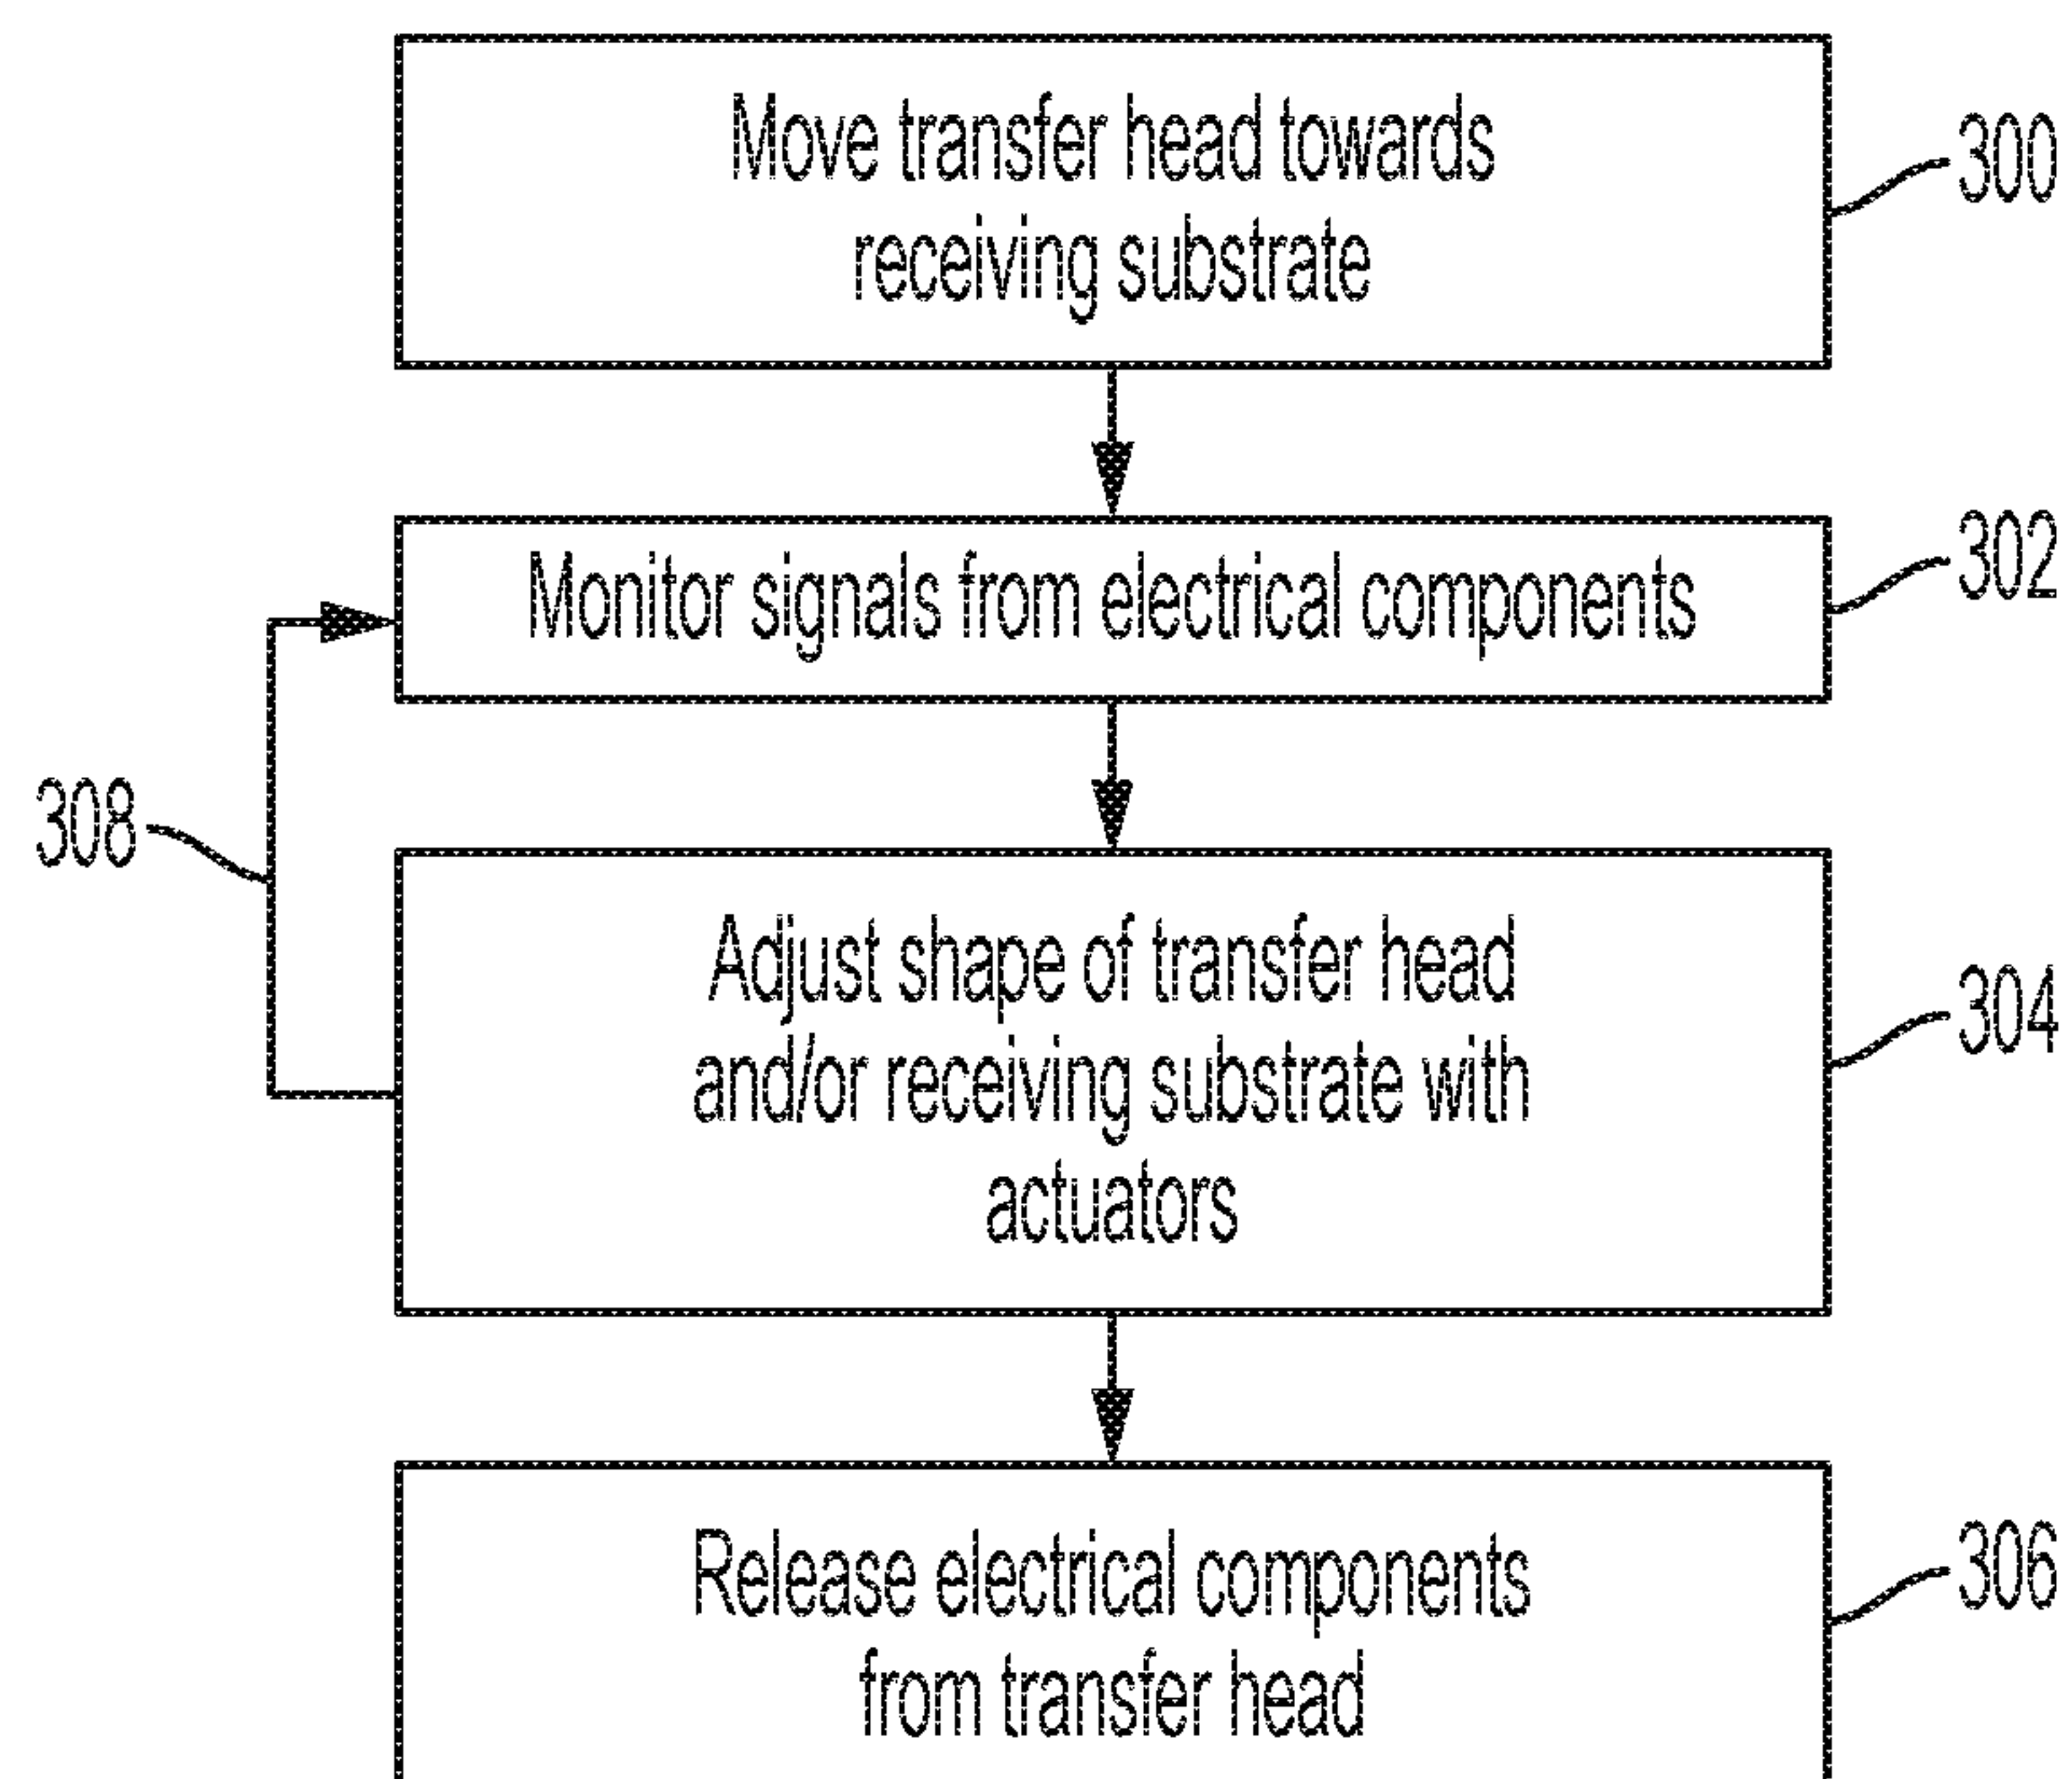 Move transfer head towards
receiving substrate
300
Monitor signals from electrical components
302
308
Adjust shape of transfer head
and/or receiving substrate with
actuators
304
Release electrical components
from transfer head
306